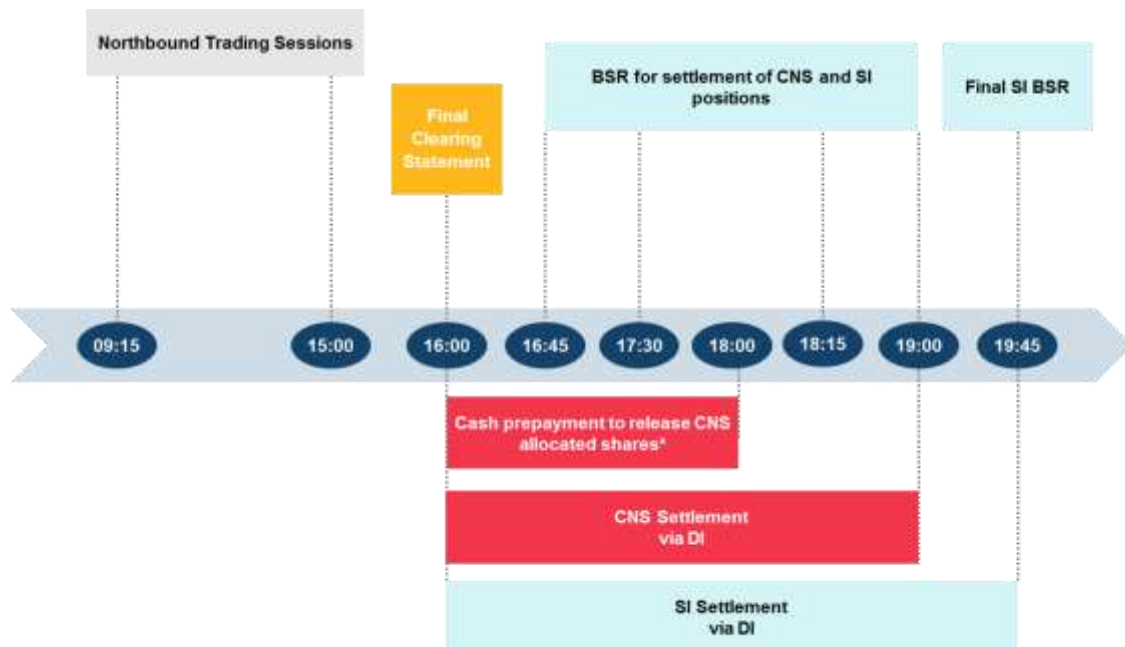 Northbound Trading Sessions
BSR for settlement of CNS and SI
positions
Final SI BSR
Final
Clearing
Statement
09:15
15:00
16:00
16:45
17:30
18:00
18:15
19:00
19:45
Cash prepayment to release CNS
allocated shares*
CNS Settlement
via DI
SI Settlement
via DI